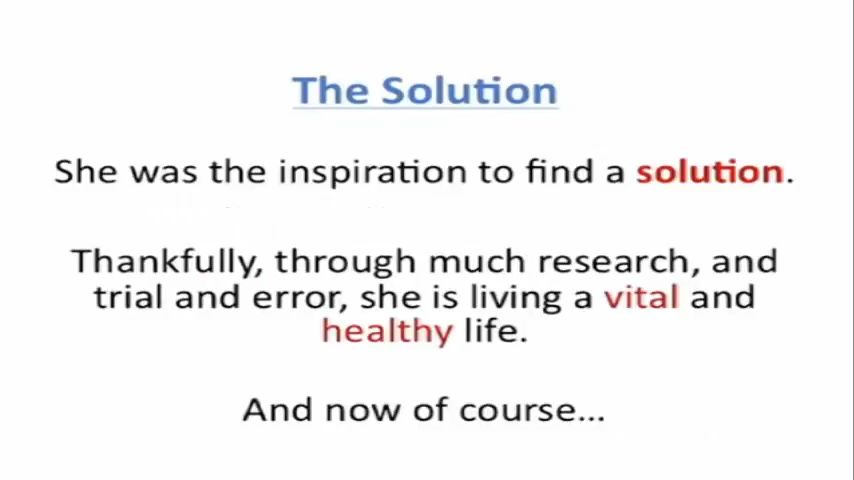 The Solution
She was the inspiration to find a solution.
Thankfully, through much research, and
trial and error, she is living a vital and
healthy life.
And now of course...